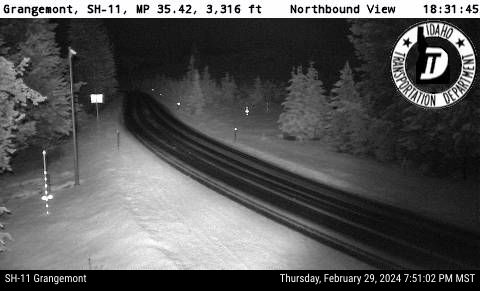 Grangemont, SH-11, MP 35.42, 3,316 ft Northbound View 18:31:45
IDAHO
TRANSPORTATION DEPARTMENT
SH-11 Grangemont Thursday, February 29, 2024 7:51:02 PM MST